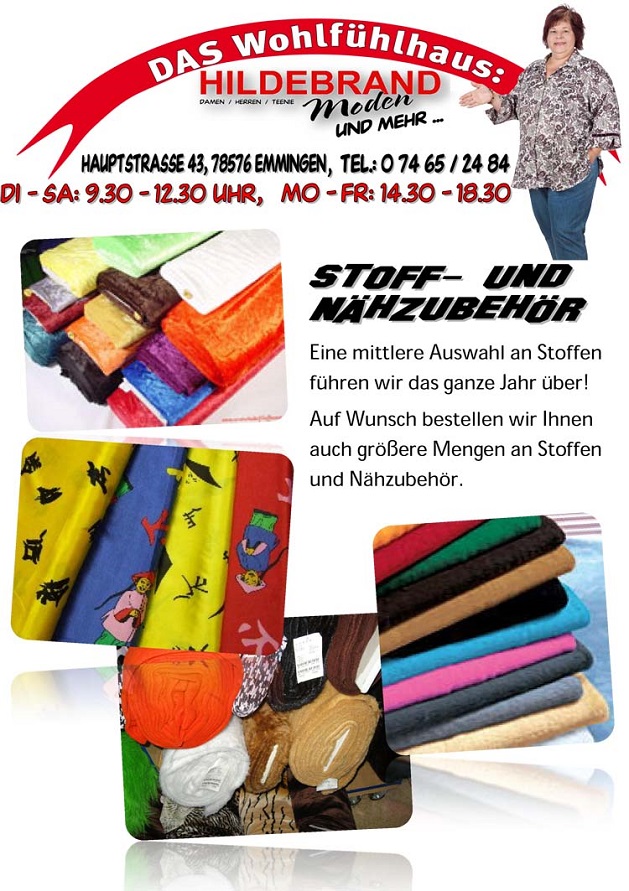 DAS Wohlfühlhaus:
HILDEBRAND
DAMEN / HERREN / TEENIE
Moden
UND MEHR ...
HAUPTSTRASSE 43, 78576 EMMINGEN, TEL.: 0 74 65 / 24 84
DI - SA: 9.30 - 12.30 UHR, MO - FR: 14.30 - 18.30
STOFF- UND
NÄHZUBEHÖR
Eine mittlere Auswahl an Stoffen
führen wir das ganze Jahr über!
Auf Wunsch bestellen wir Ihnen
auch größere Mengen an Stoffen
und Nähzubehör.